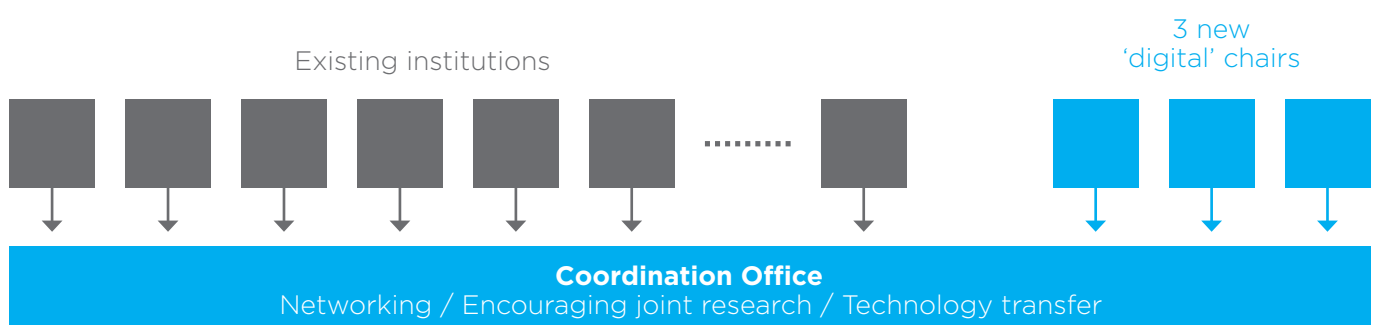 Existing institutions
3 new
‘digital’ chairs
Coordination Office
Networking / Encouraging joint research / Technology transfer